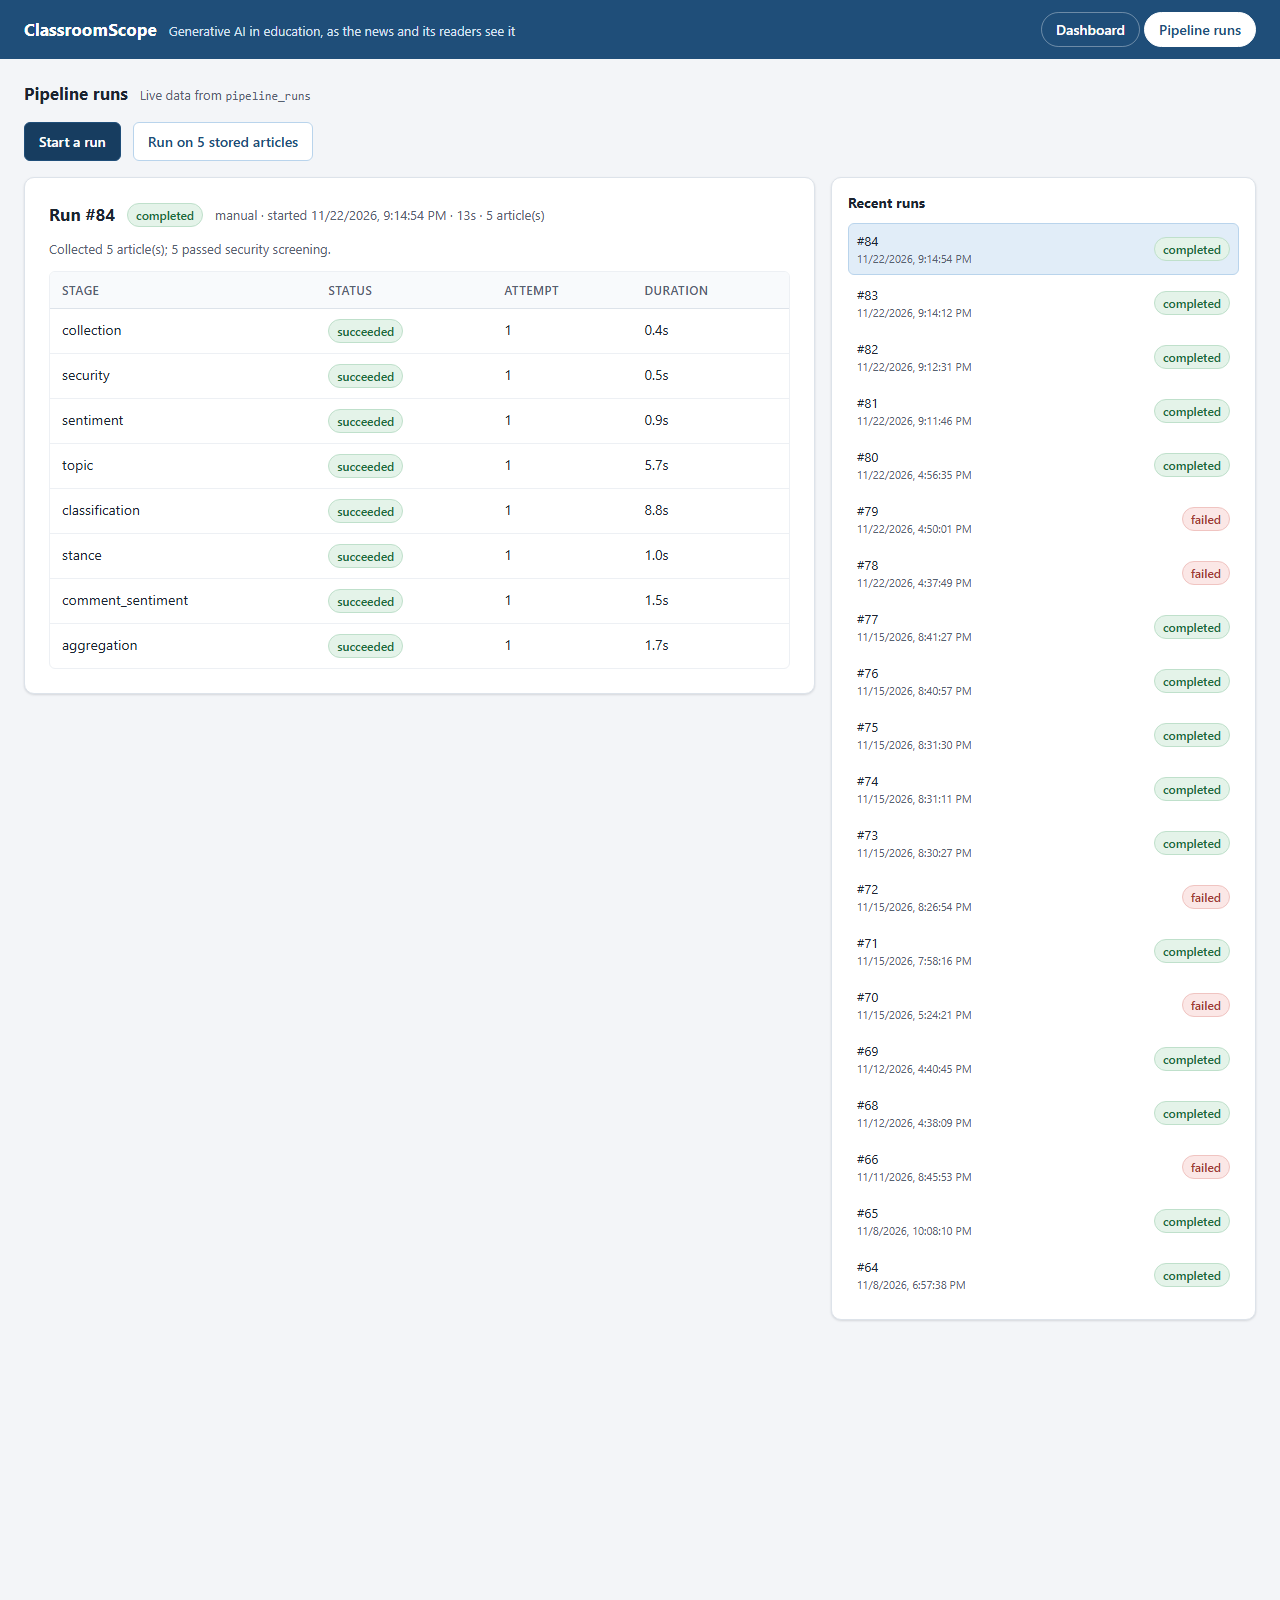 ClassroomScope Generative AI in education, as the news and its readers see it Dashboard Pipeline runs
Pipeline runs Live data from pipeline_runs
Start a run Run on 5 stored articles
Run #84 completed manual · started 11/22/2026, 9:14:54 PM · 13s · 5 article(s)
Collected 5 article(s); 5 passed security screening.
STAGE STATUS ATTEMPT DURATION
collection succeeded 1 0.4s
security succeeded 1 0.5s
sentiment succeeded 1 0.9s
topic succeeded 1 5.7s
classification succeeded 1 8.8s
stance succeeded 1 1.0s
comment_sentiment succeeded 1 1.5s
aggregation succeeded 1 1.7s
Recent runs
#84 completed
11/22/2026, 9:14:54 PM
#83 completed
11/22/2026, 9:14:12 PM
#82 completed
11/22/2026, 9:12:31 PM
#81 completed
11/22/2026, 9:11:46 PM
#80 completed
11/22/2026, 4:56:35 PM
#79 failed
11/22/2026, 4:50:01 PM
#78 failed
11/22/2026, 4:37:49 PM
#77 completed
11/15/2026, 8:41:27 PM
#76 completed
11/15/2026, 8:40:57 PM
#75 completed
11/15/2026, 8:31:30 PM
#74 completed
11/15/2026, 8:31:11 PM
#73 completed
11/15/2026, 8:30:27 PM
#72 failed
11/15/2026, 8:26:54 PM
#71 completed
11/15/2026, 7:58:16 PM
#70 failed
11/15/2026, 5:24:21 PM
#69 completed
11/12/2026, 4:40:45 PM
#68 completed
11/12/2026, 4:38:09 PM
#66 failed
11/11/2026, 8:45:53 PM
#65 completed
11/8/2026, 10:08:10 PM
#64 completed
11/8/2026, 6:57:38 PM